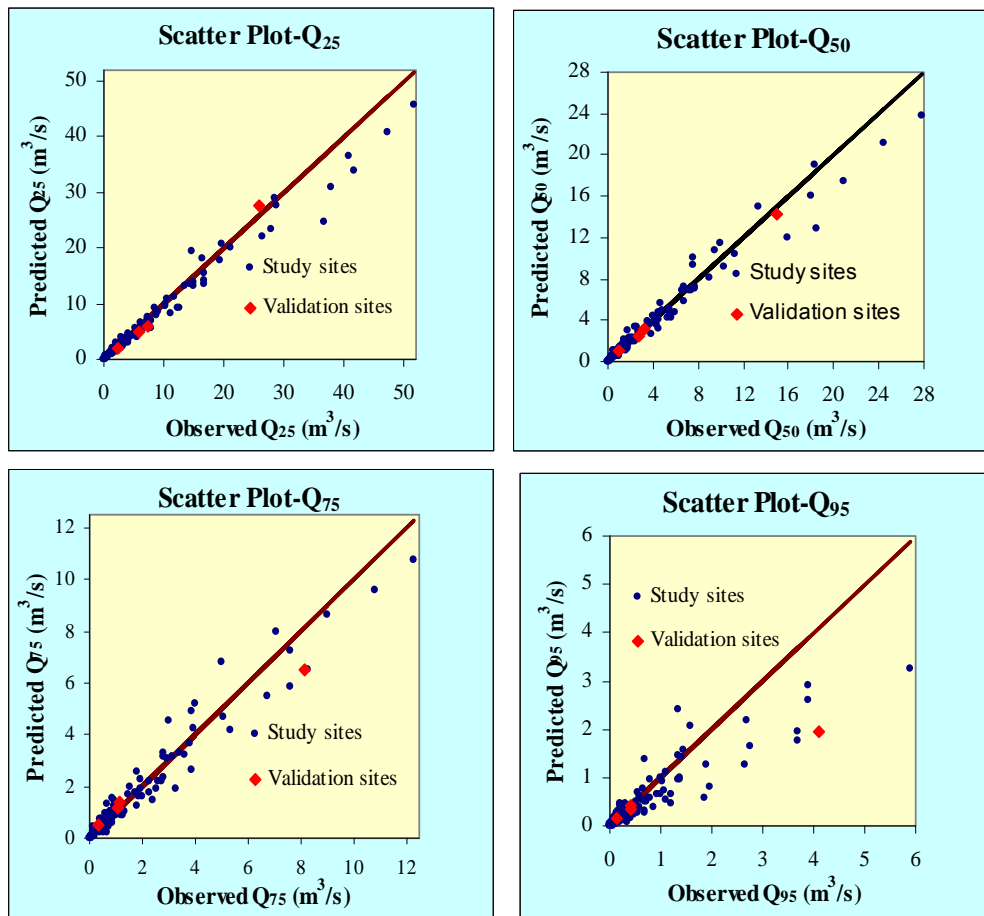 Scatter Plot-Q25
Predicted Q25 (m³/s)
50
40
30
20
10
0
Study sites
Validation sites
0 10 20 30 40 50
Observed Q25 (m³/s)
Scatter Plot-Q50
Predicted Q50 (m³/s)
28
24
20
16
12
8
4
0
Study sites
Validation sites
0 4 8 12 16 20 24 28
Observed Q50 (m³/s)
Scatter Plot-Q75
Predicted Q75 (m³/s)
12
10
8
6
4
2
0
Study sites
Validation sites
0 2 4 6 8 10 12
Observed Q75 (m³/s)
Scatter Plot-Q95
Predicted Q95 (m³/s)
6
5
4
3
2
1
0
Study sites
Validation sites
0 1 2 3 4 5 6
Observed Q95 (m³/s)